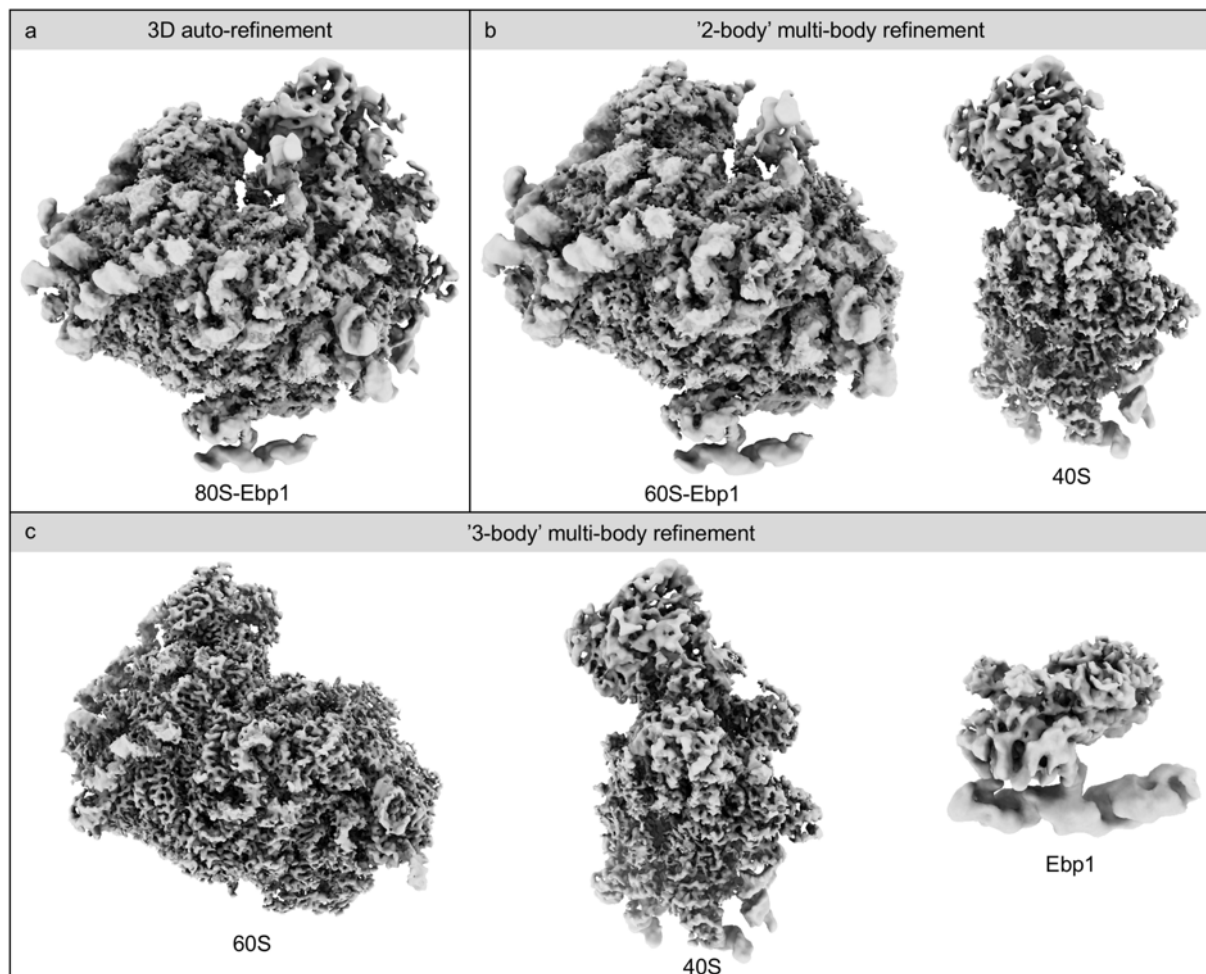 a
3D auto-refinement
b
’2-body’ multi-body refinement
80S-Ebp1
60S-Ebp1
40S
c
’3-body’ multi-body refinement
60S
40S
Ebp1